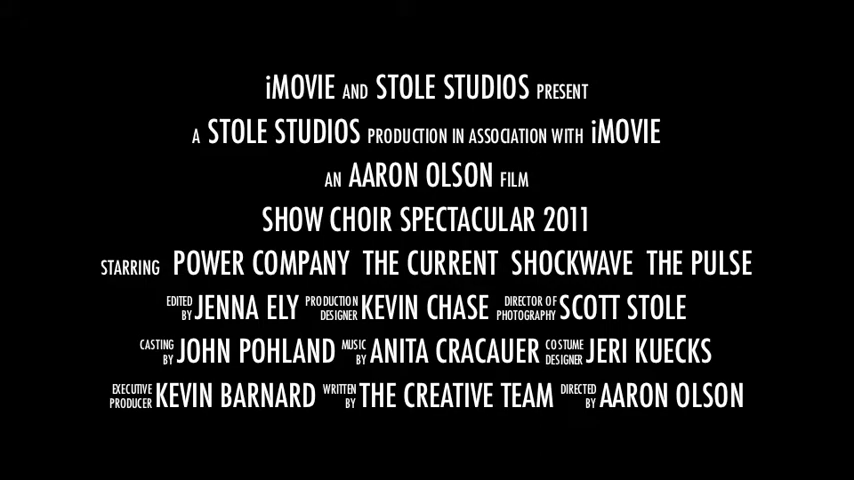 iMOVIE AND STOLE STUDIOS PRESENT
A STOLE STUDIOS PRODUCTION IN ASSOCIATION WITH iMOVIE
AN AARON OLSON FILM
SHOW CHOIR SPECTACULAR 2011
STARRING POWER COMPANY THE CURRENT SHOCKWAVE THE PULSE
EDITED BY JENNA ELY PRODUCTION DESIGNER KEVIN CHASE DIRECTOR OF PHOTOGRAPHY SCOTT STOLE
CASTING BY JOHN POHLAND MUSIC BY ANITA CRACAUER COSTUME DESIGNER JERI KUECKS
EXECUTIVE PRODUCER KEVIN BARNARD WRITTEN BY THE CREATIVE TEAM DIRECTED BY AARON OLSON